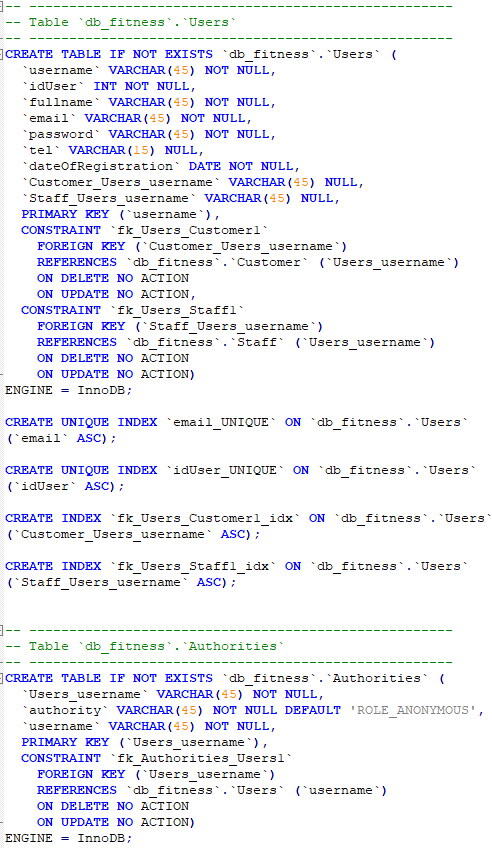 -- -----------------------------------------------------
-- Table `db_fitness`.`Users`
-- -----------------------------------------------------
CREATE TABLE IF NOT EXISTS `db_fitness`.`Users` (
  `username` VARCHAR(45) NOT NULL,
  `idUser` INT NOT NULL,
  `fullname` VARCHAR(45) NOT NULL,
  `email` VARCHAR(45) NOT NULL,
  `password` VARCHAR(45) NOT NULL,
  `tel` VARCHAR(15) NULL,
  `dateOfRegistration` DATE NOT NULL,
  `Customer_Users_username` VARCHAR(45) NULL,
  `Staff_Users_username` VARCHAR(45) NULL,
  PRIMARY KEY (`username`),
  CONSTRAINT `fk_Users_Customer1`
    FOREIGN KEY (`Customer_Users_username`)
    REFERENCES `db_fitness`.`Customer` (`Users_username`)
    ON DELETE NO ACTION
    ON UPDATE NO ACTION,
  CONSTRAINT `fk_Users_Staff1`
    FOREIGN KEY (`Staff_Users_username`)
    REFERENCES `db_fitness`.`Staff` (`Users_username`)
    ON DELETE NO ACTION
    ON UPDATE NO ACTION)
ENGINE = InnoDB;

CREATE UNIQUE INDEX `email_UNIQUE` ON `db_fitness`.`Users`
(`email` ASC);

CREATE UNIQUE INDEX `idUser_UNIQUE` ON `db_fitness`.`Users`
(`idUser` ASC);

CREATE INDEX `fk_Users_Customer1_idx` ON `db_fitness`.`Users`
(`Customer_Users_username` ASC);

CREATE INDEX `fk_Users_Staff1_idx` ON `db_fitness`.`Users`
(`Staff_Users_username` ASC);

-- -----------------------------------------------------
-- Table `db_fitness`.`Authorities`
-- -----------------------------------------------------
CREATE TABLE IF NOT EXISTS `db_fitness`.`Authorities` (
  `Users_username` VARCHAR(45) NOT NULL,
  `authority` VARCHAR(45) NOT NULL DEFAULT 'ROLE_ANONYMOUS',
  `username` VARCHAR(45) NOT NULL,
  PRIMARY KEY (`Users_username`),
  CONSTRAINT `fk_Authorities_Users1`
    FOREIGN KEY (`Users_username`)
    REFERENCES `db_fitness`.`Users` (`username`)
    ON DELETE NO ACTION
    ON UPDATE NO ACTION)
ENGINE = InnoDB;